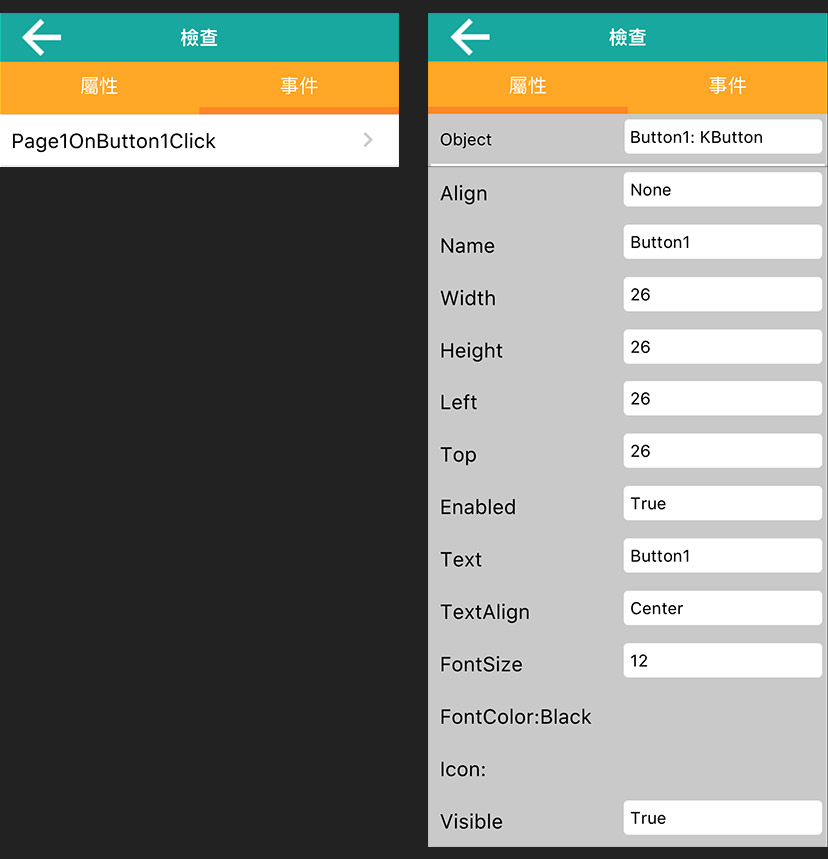 檢查
屬性 事件
Page1OnButton1Click
檢查
屬性 事件
Object Button1: KButton
Align None
Name Button1
Width 26
Height 26
Left 26
Top 26
Enabled True
Text Button1
TextAlign Center
FontSize 12
FontColor:Black
Icon:
Visible True